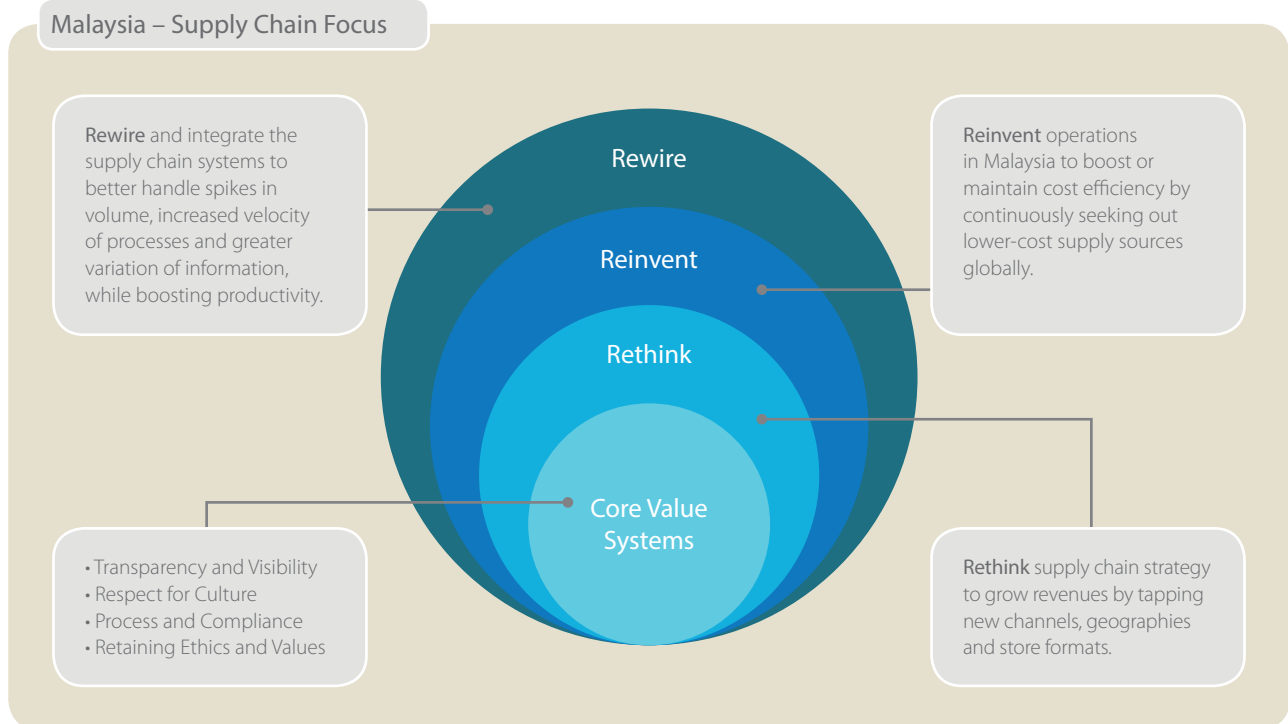 Malaysia – Supply Chain Focus
Rewire and integrate the
supply chain systems to
better handle spikes in
volume, increased velocity
of processes and greater
variation of information,
while boosting productivity.
Rewire
Reinvent
Rethink
Core Value
Systems
Reinvent operations
in Malaysia to boost or
maintain cost efficiency by
continuously seeking out
lower-cost supply sources
globally.
• Transparency and Visibility
• Respect for Culture
• Process and Compliance
• Retaining Ethics and Values
Rethink supply chain strategy
to grow revenues by tapping
new channels, geographies
and store formats.